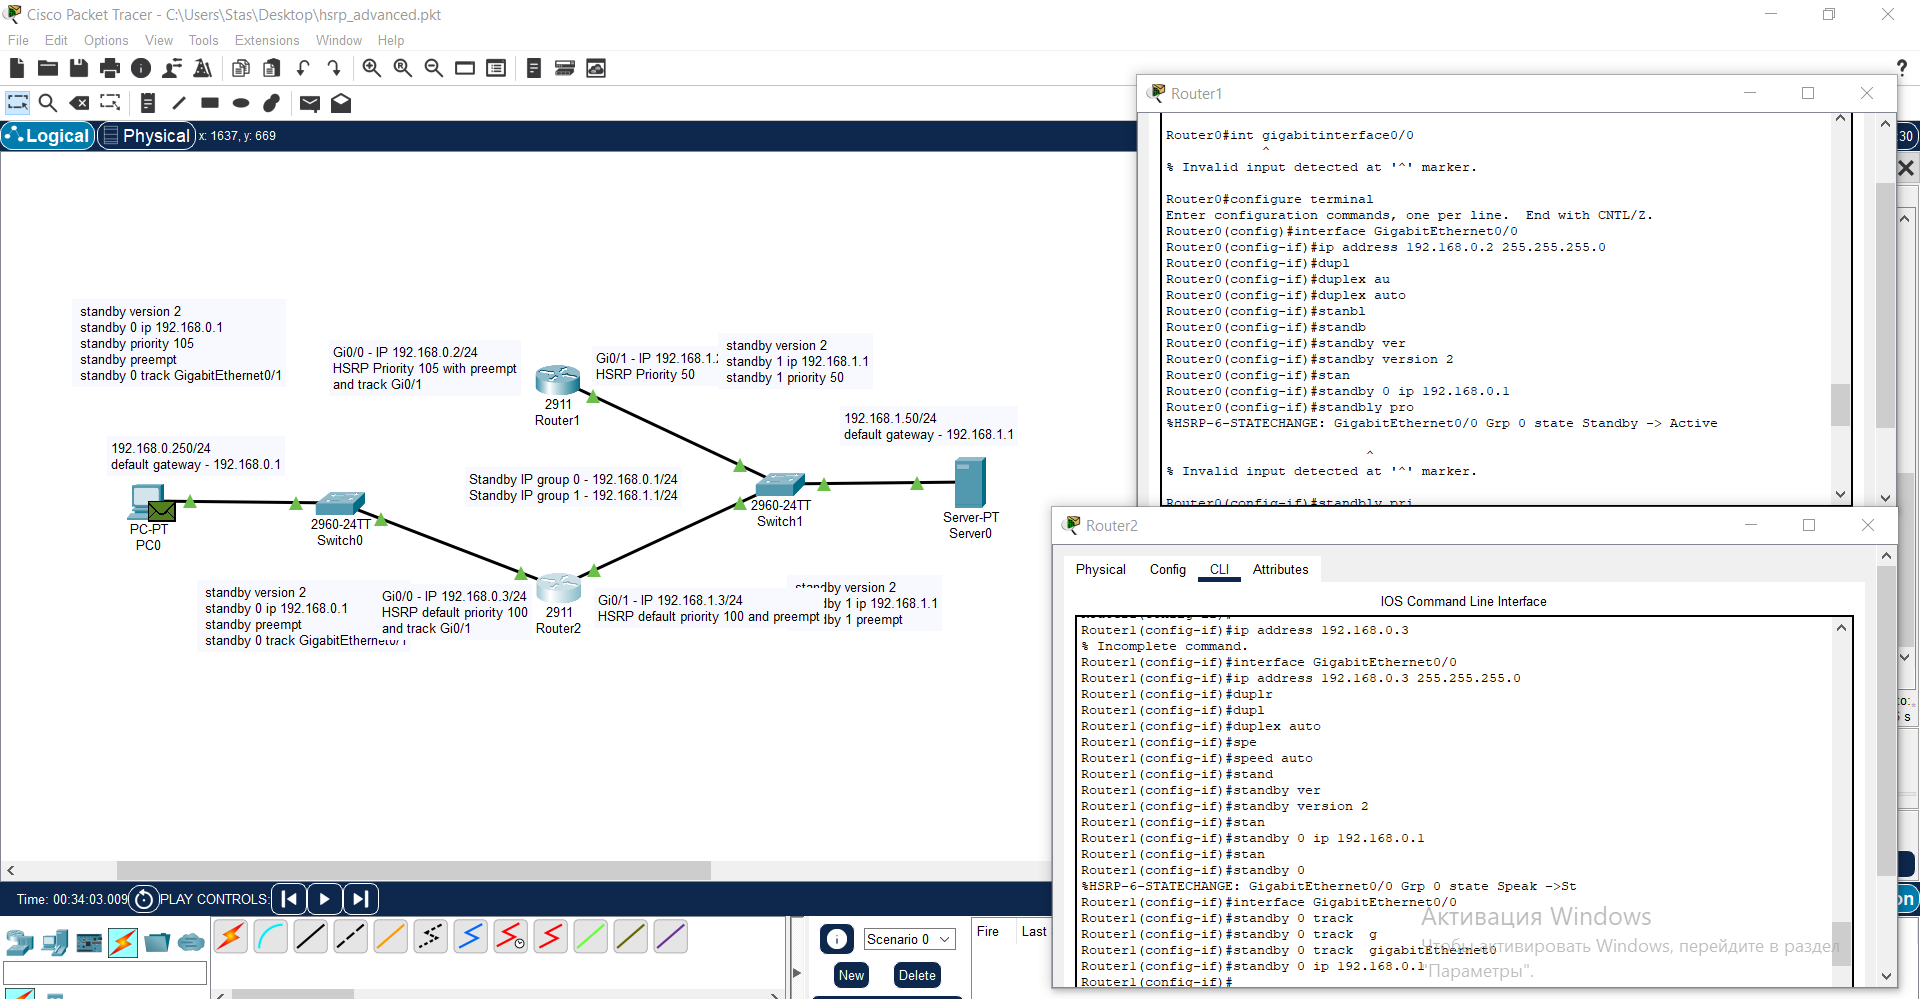 Cisco Packet Tracer - C:\Users\Stas\Desktop\hsrp_advanced.pkt
File Edit Options View Tools Extensions Window Help
?
Logical Physical x: 1637, y: 669
30
standby version 2
standby 0 ip 192.168.0.1
standby priority 105
standby preempt
standby 0 track GigabitEthernet0/1
Gi0/0 - IP 192.168.0.2/24
HSRP Priority 105 with preempt
and track Gi0/1
Gi0/1 - IP 192.168.1.2
HSRP Priority 50
standby version 2
standby 1 ip 192.168.1.1
standby 1 priority 50
2911
Router1
192.168.1.50/24
default gateway - 192.168.1.1
192.168.0.250/24
default gateway - 192.168.0.1
Standby IP group 0 - 192.168.0.1/24
Standby IP group 1 - 192.168.1.1/24
PC-PT
PC0
2960-24TT
Switch0
2960-24TT
Switch1
Server-PT
Server0
standby version 2
standby 0 ip 192.168.0.1
standby preempt
standby 0 track GigabitEthernet0/1
Gi0/0 - IP 192.168.0.3/24
HSRP default priority 100
and track Gi0/1
2911
Router2
Gi0/1 - IP 192.168.1.3/24
HSRP default priority 100 and preempt
standby version 2
dby 1 ip 192.168.1.1
dby 1 preempt
Router1
Router0#int gigabitinterface0/0
^
% Invalid input detected at '^' marker.
Router0#configure terminal
Enter configuration commands, one per line.  End with CNTL/Z.
Router0(config)#interface GigabitEthernet0/0
Router0(config-if)#ip address 192.168.0.2 255.255.255.0
Router0(config-if)#dupl
Router0(config-if)#duplex au
Router0(config-if)#duplex auto
Router0(config-if)#stanbl
Router0(config-if)#standb
Router0(config-if)#standby ver
Router0(config-if)#standby version 2
Router0(config-if)#stan
Router0(config-if)#standby 0 ip 192.168.0.1
Router0(config-if)#standbly pro
%HSRP-6-STATECHANGE: GigabitEthernet0/0 Grp 0 state Standby -> Active
^
% Invalid input detected at '^' marker.
Router0(config-if)#standbly pri
Router2
Physical Config CLI Attributes
IOS Command Line Interface
Router1(config-if)#ip address 192.168.0.3
% Incomplete command.
Router1(config-if)#interface GigabitEthernet0/0
Router1(config-if)#ip address 192.168.0.3 255.255.255.0
Router1(config-if)#duplr
Router1(config-if)#dupl
Router1(config-if)#duplex auto
Router1(config-if)#spe
Router1(config-if)#speed auto
Router1(config-if)#stand
Router1(config-if)#standby ver
Router1(config-if)#standby version 2
Router1(config-if)#stan
Router1(config-if)#standby 0 ip 192.168.0.1
Router1(config-if)#stan
Router1(config-if)#standby 0
%HSRP-6-STATECHANGE: GigabitEthernet0/0 Grp 0 state Speak ->St
Router1(config-if)#interface GigabitEthernet0/0
Router1(config-if)#standby 0 track
Router1(config-if)#standby 0 track  g
Router1(config-if)#standby 0 track  gigabitEthernet0
Router1(config-if)#standby 0 ip 192.168.0.1
Router1(config-if)#
Активация Windows
Чтобы активировать Windows, перейдите в раздел
"Параметры".
to:
s
on
Time: 00:34:03.009 PLAY CONTROLS:
Scenario 0
New Delete
Fire Last